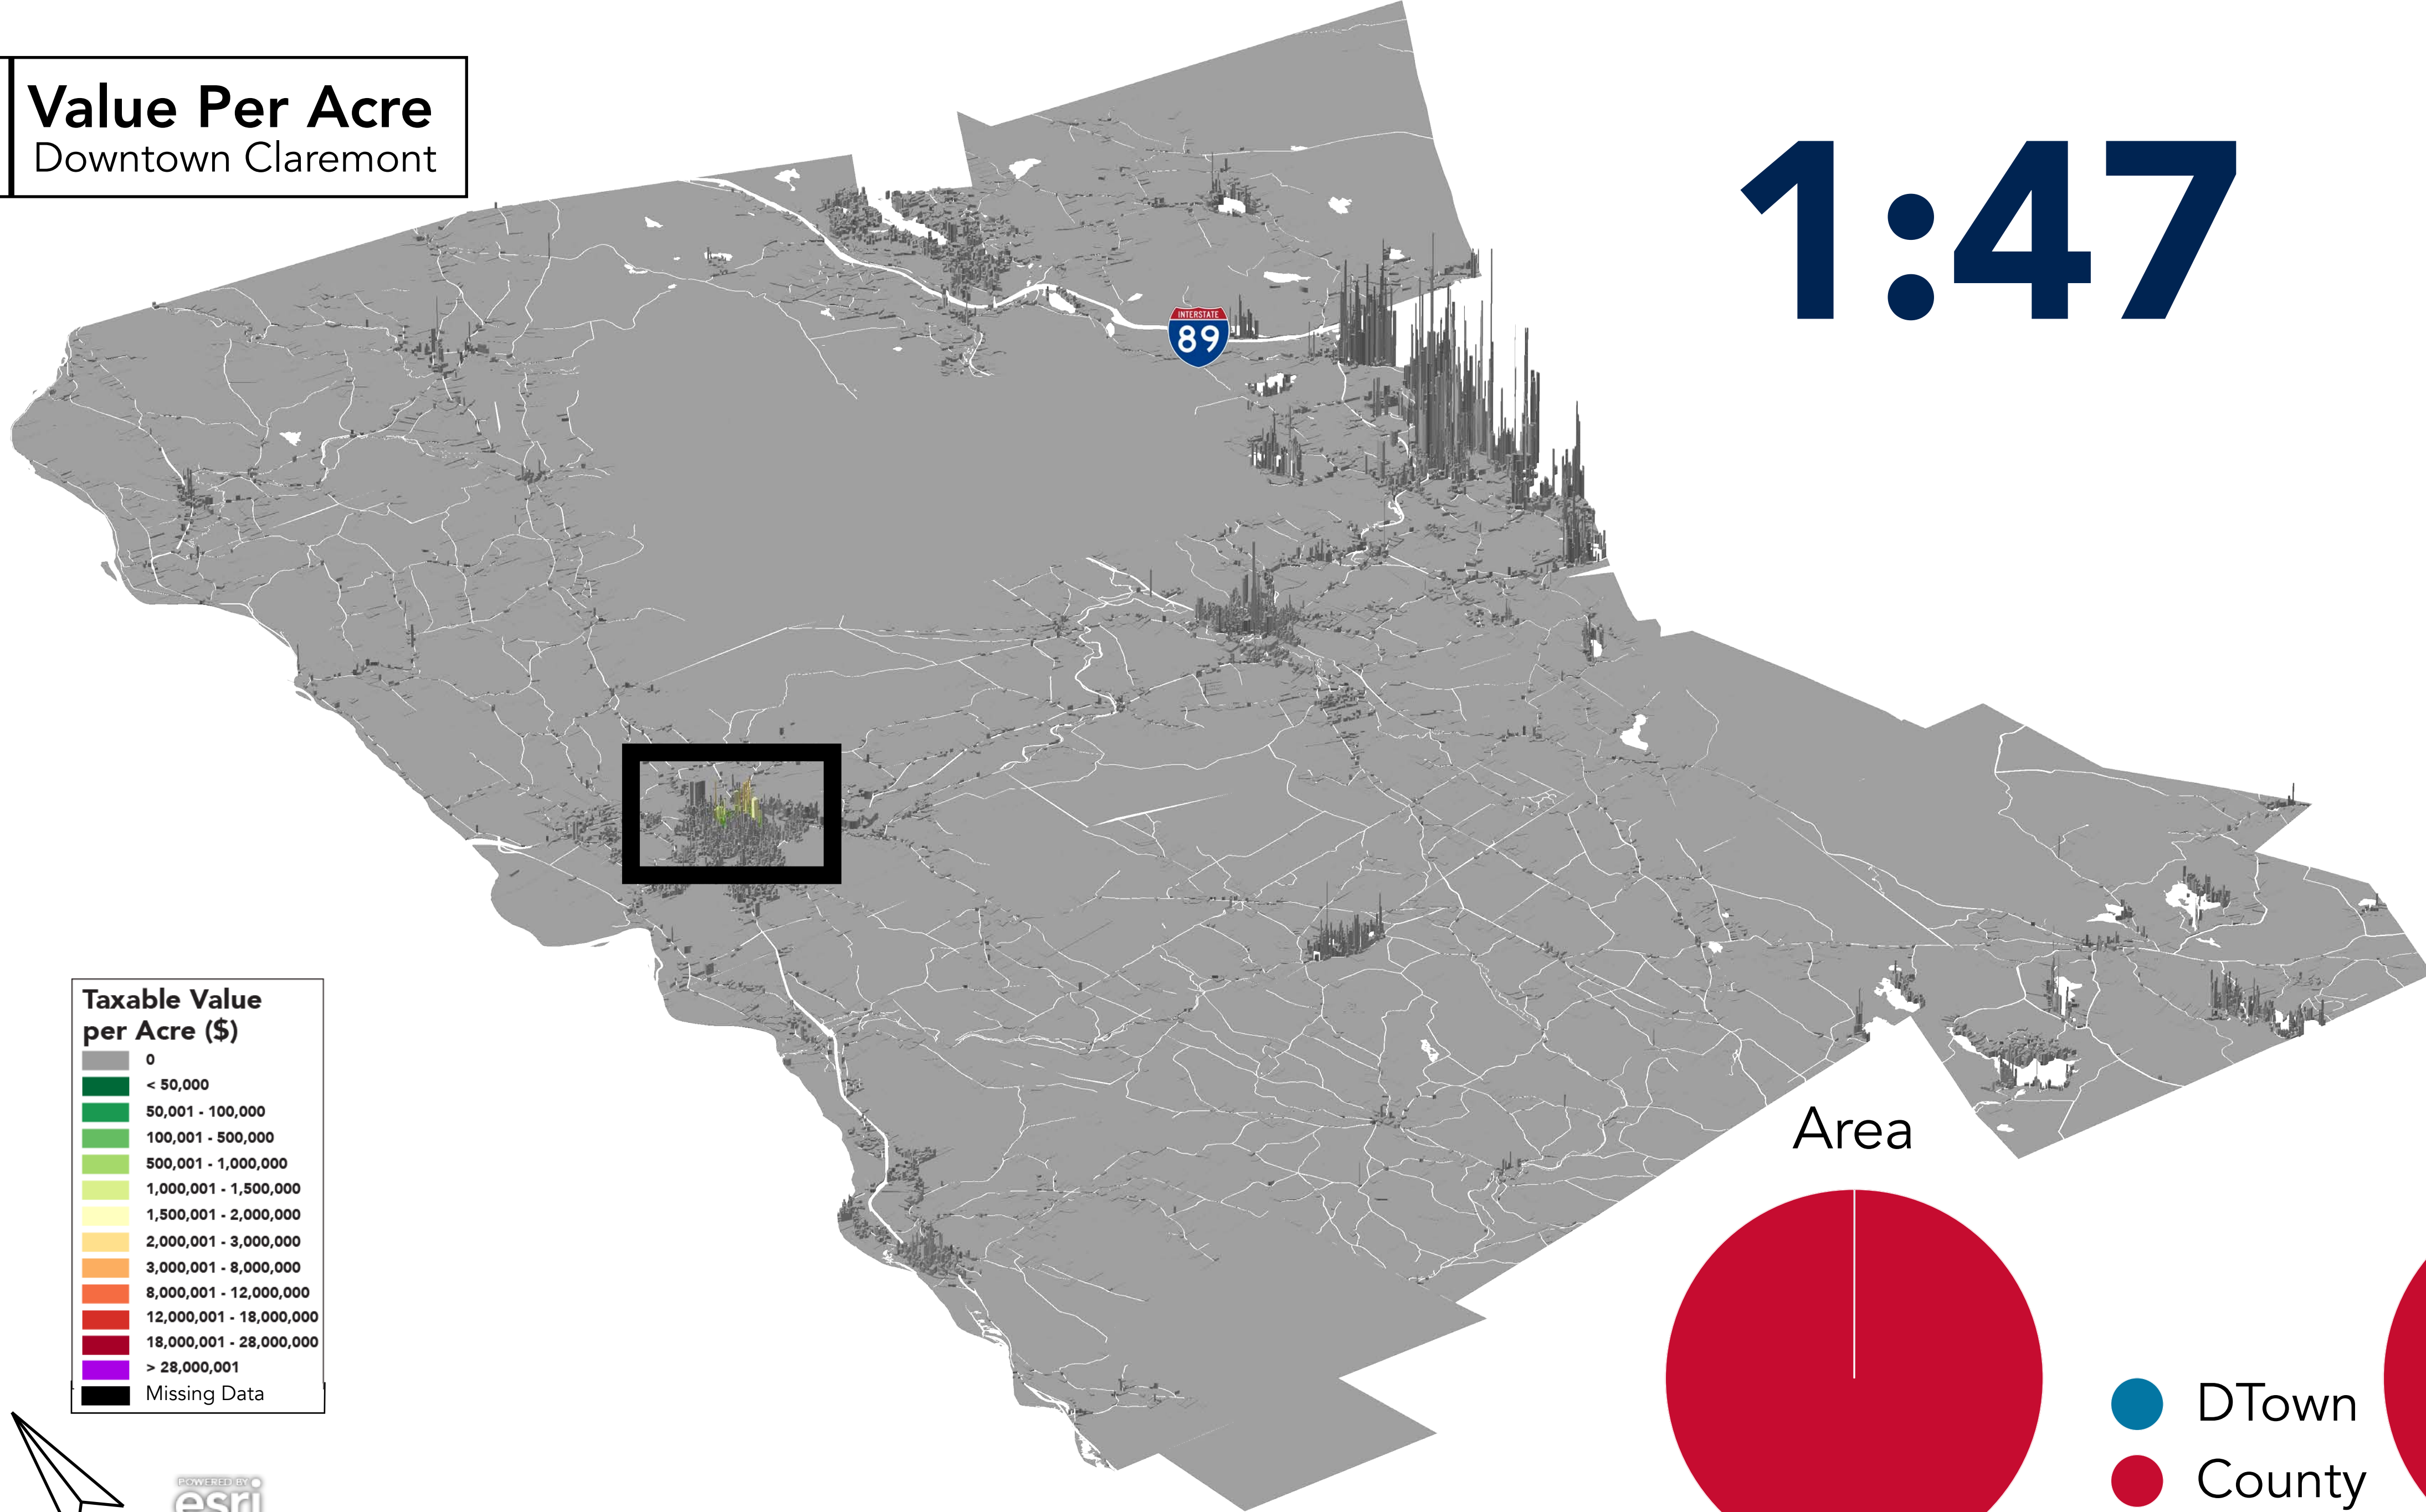 Value Per Acre
Downtown Claremont
1:47
INTERSTATE
89
Taxable Value
per Acre ($)
0
< 50,000
50,001 - 100,000
100,001 - 500,000
500,001 - 1,000,000
1,000,001 - 1,500,000
1,500,001 - 2,000,000
2,000,001 - 3,000,000
3,000,001 - 8,000,000
8,000,001 - 12,000,000
12,000,001 - 18,000,000
18,000,001 - 28,000,000
> 28,000,001
Missing Data
Area
DTown
County
POWERED BY
esri